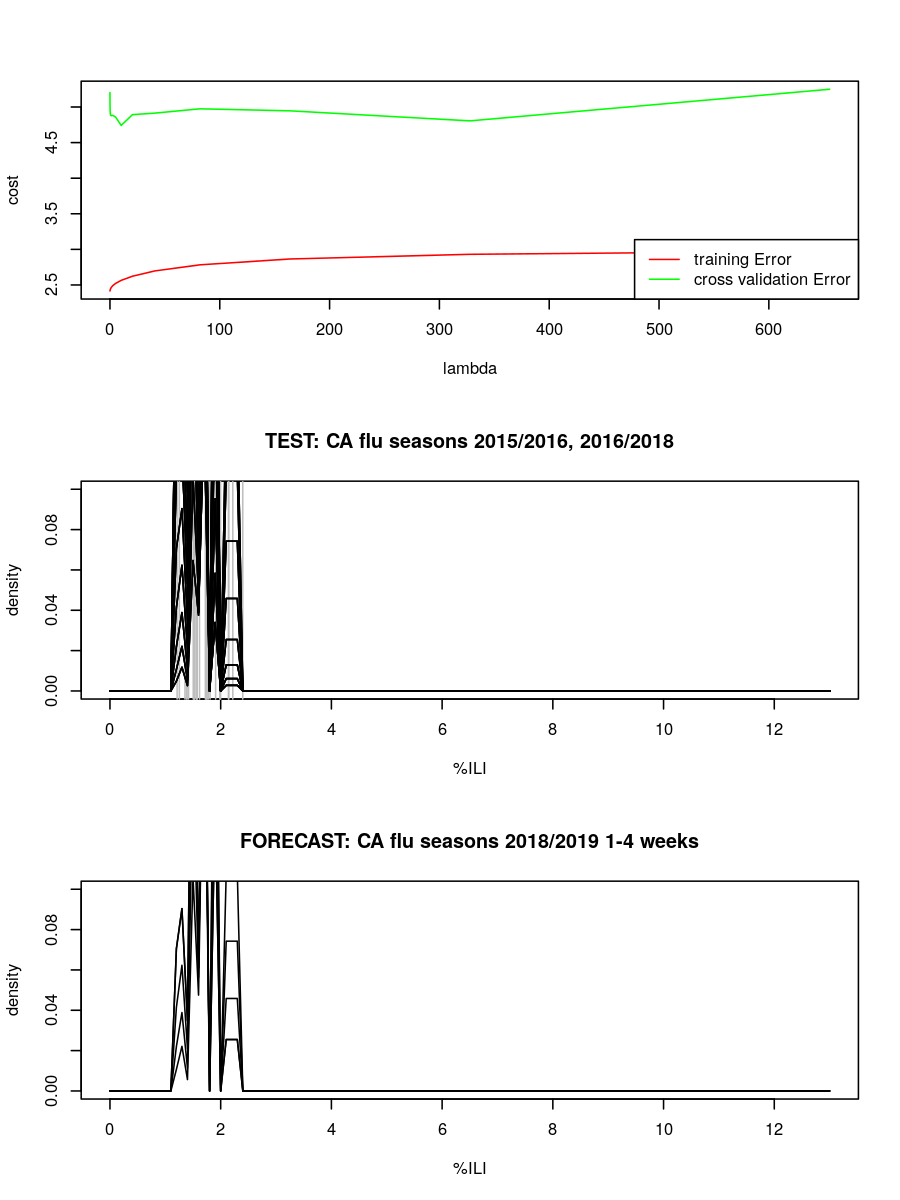 cost
2.5 3.5 4.5
training Error
cross validation Error
0 100 200 300 400 500 600
lambda
TEST: CA flu seasons 2015/2016, 2016/2018
density
0.00 0.04 0.08
0 2 4 6 8 10 12
%ILI
FORECAST: CA flu seasons 2018/2019 1-4 weeks
density
0.00 0.04 0.08
0 2 4 6 8 10 12
%ILI